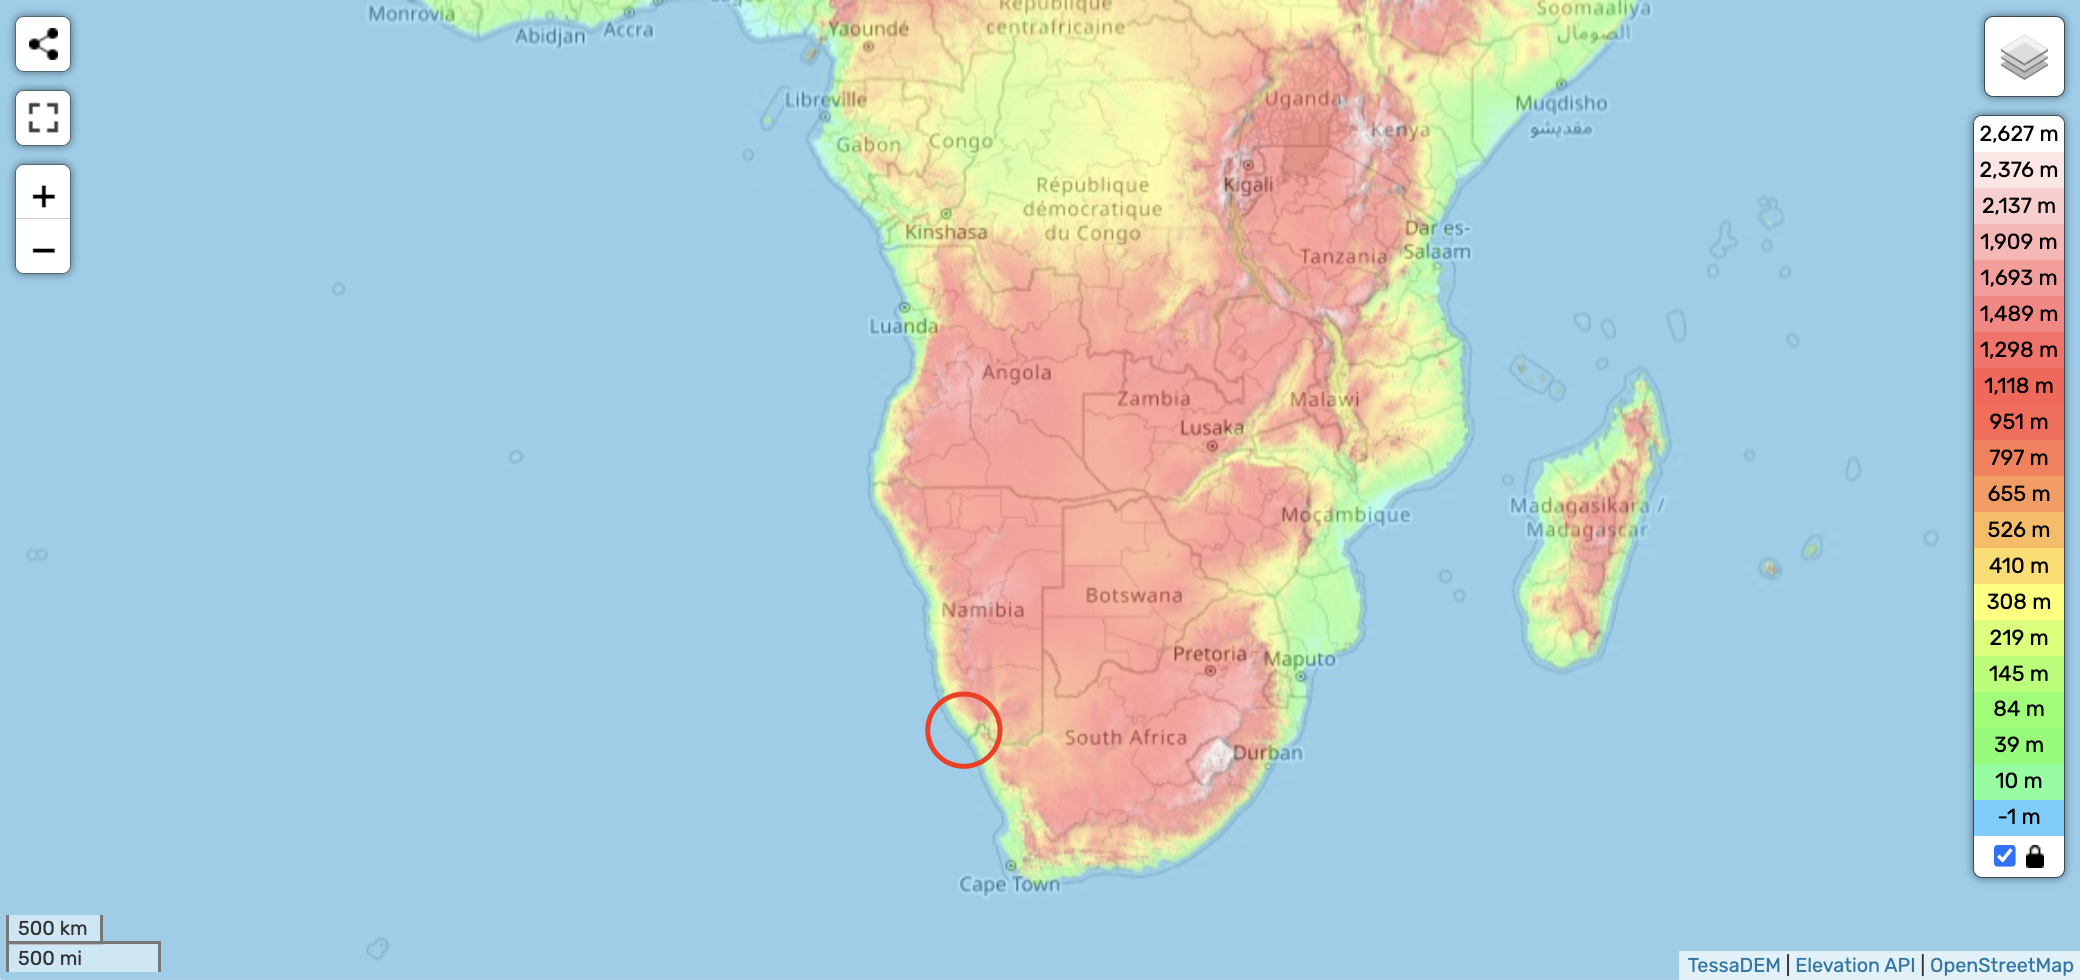 République
centrafricaine
Soomaaliya
الصومال
Monrovia
Abidjan
Accra
Yaoundé
Libreville
Gabon
Congo
Uganda
Kenya
Muqdisho
مقديشو
République
démocratique
du Congo
Kigali
Kinshasa
Tanzania
Dar es-
Salaam
Luanda
Angola
Zambia
Malawi
Lusaka
Moçambique
Madagasikara /
Madagascar
Namibia
Botswana
Pretoria
Maputo
South Africa
Durban
Cape Town
+
−
2,627 m
2,376 m
2,137 m
1,909 m
1,693 m
1,489 m
1,298 m
1,118 m
951 m
797 m
655 m
526 m
410 m
308 m
219 m
145 m
84 m
39 m
10 m
-1 m
500 km
500 mi
TessaDEM | Elevation API | OpenStreetMap